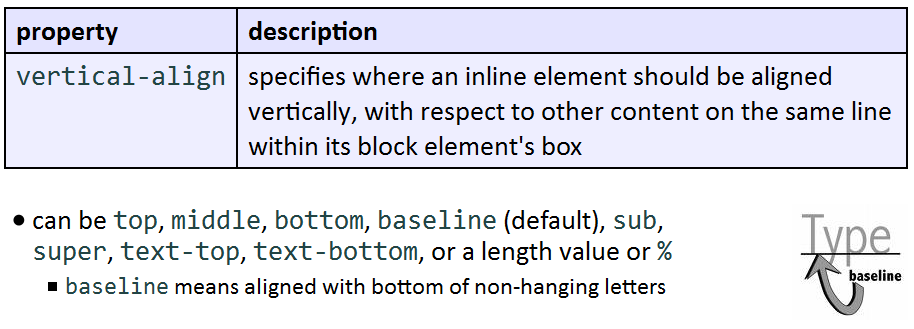 property description
vertical-align specifies where an inline element should be aligned
vertically, with respect to other content on the same line
within its block element's box
• can be top, middle, bottom, baseline (default), sub,
super, text-top, text-bottom, or a length value or %
▪ baseline means aligned with bottom of non-hanging letters
Type
baseline